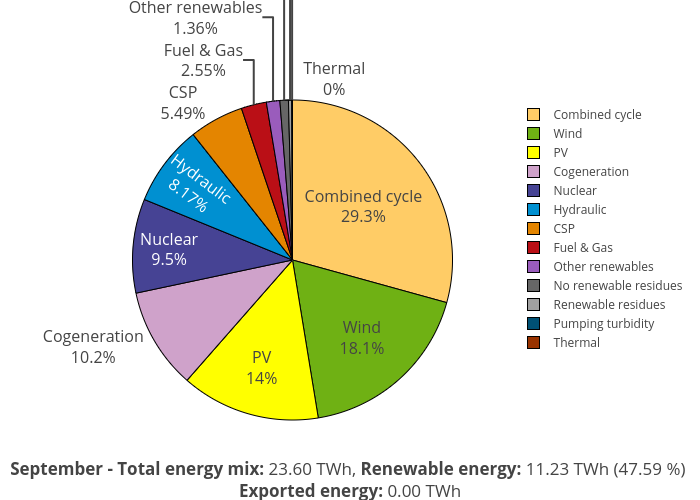 Other renewables
1.36%
Fuel & Gas
2.55%
Thermal
0%
CSP
5.49%
Hydraulic
8.17%
Combined cycle
29.3%
Nuclear
9.5%
Wind
18.1%
Cogeneration
10.2%
PV
14%
Combined cycle
Wind
PV
Cogeneration
Nuclear
Hydraulic
CSP
Fuel & Gas
Other renewables
No renewable residues
Renewable residues
Pumping turbidity
Thermal
September - Total energy mix: 23.60 TWh, Renewable energy: 11.23 TWh (47.59 %)
Exported energy: 0.00 TWh